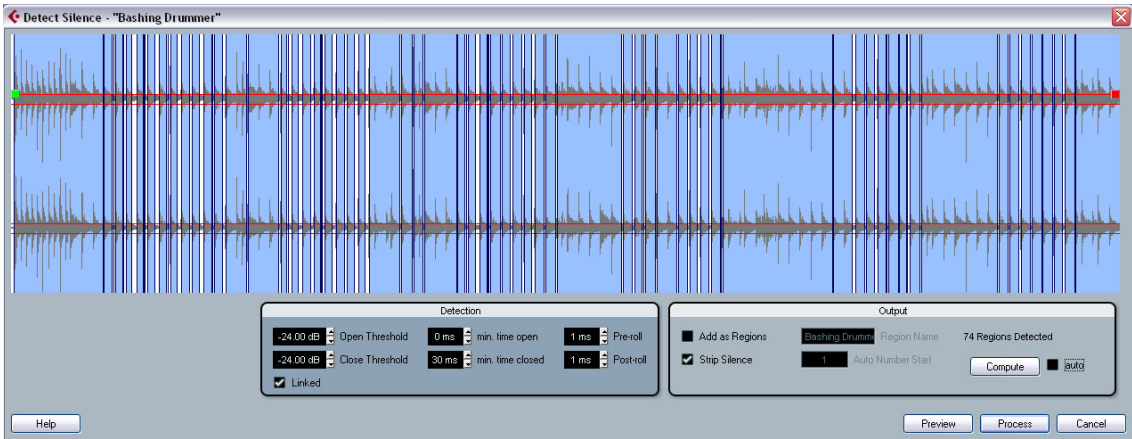 Detect Silence - "Bashing Drummer"
Detection
-24.00 dB Open Threshold 0 ms min. time open 1 ms Pre-roll
-24.00 dB Close Threshold 30 ms min. time closed 1 ms Post-roll
Linked
Output
Add as Regions Bashing Drumm Region Name 74 Regions Detected
Strip Silence 1 Auto Number Start
Compute auto
Help Preview Process Cancel